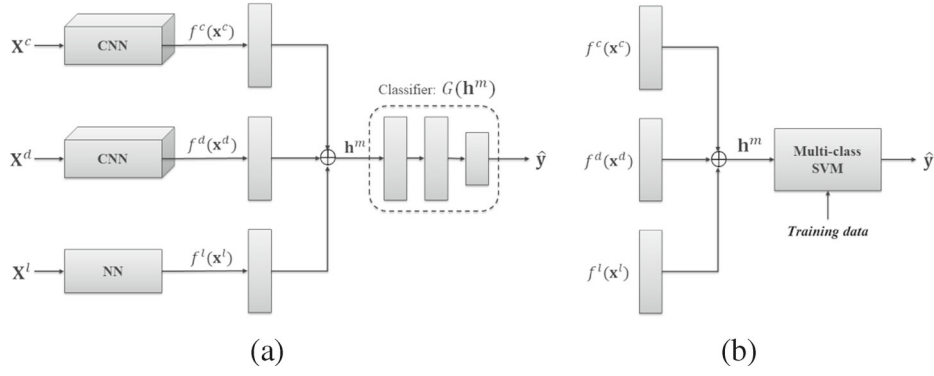 X^c CNN f^c(x^c)
Classifier: G(h^m)
X^d CNN f^d(x^d) h^m ŷ
X^l NN f^l(x^l)
(a)
f^c(x^c)
f^d(x^d) h^m Multi-class SVM ŷ
Training data
f^l(x^l)
(b)